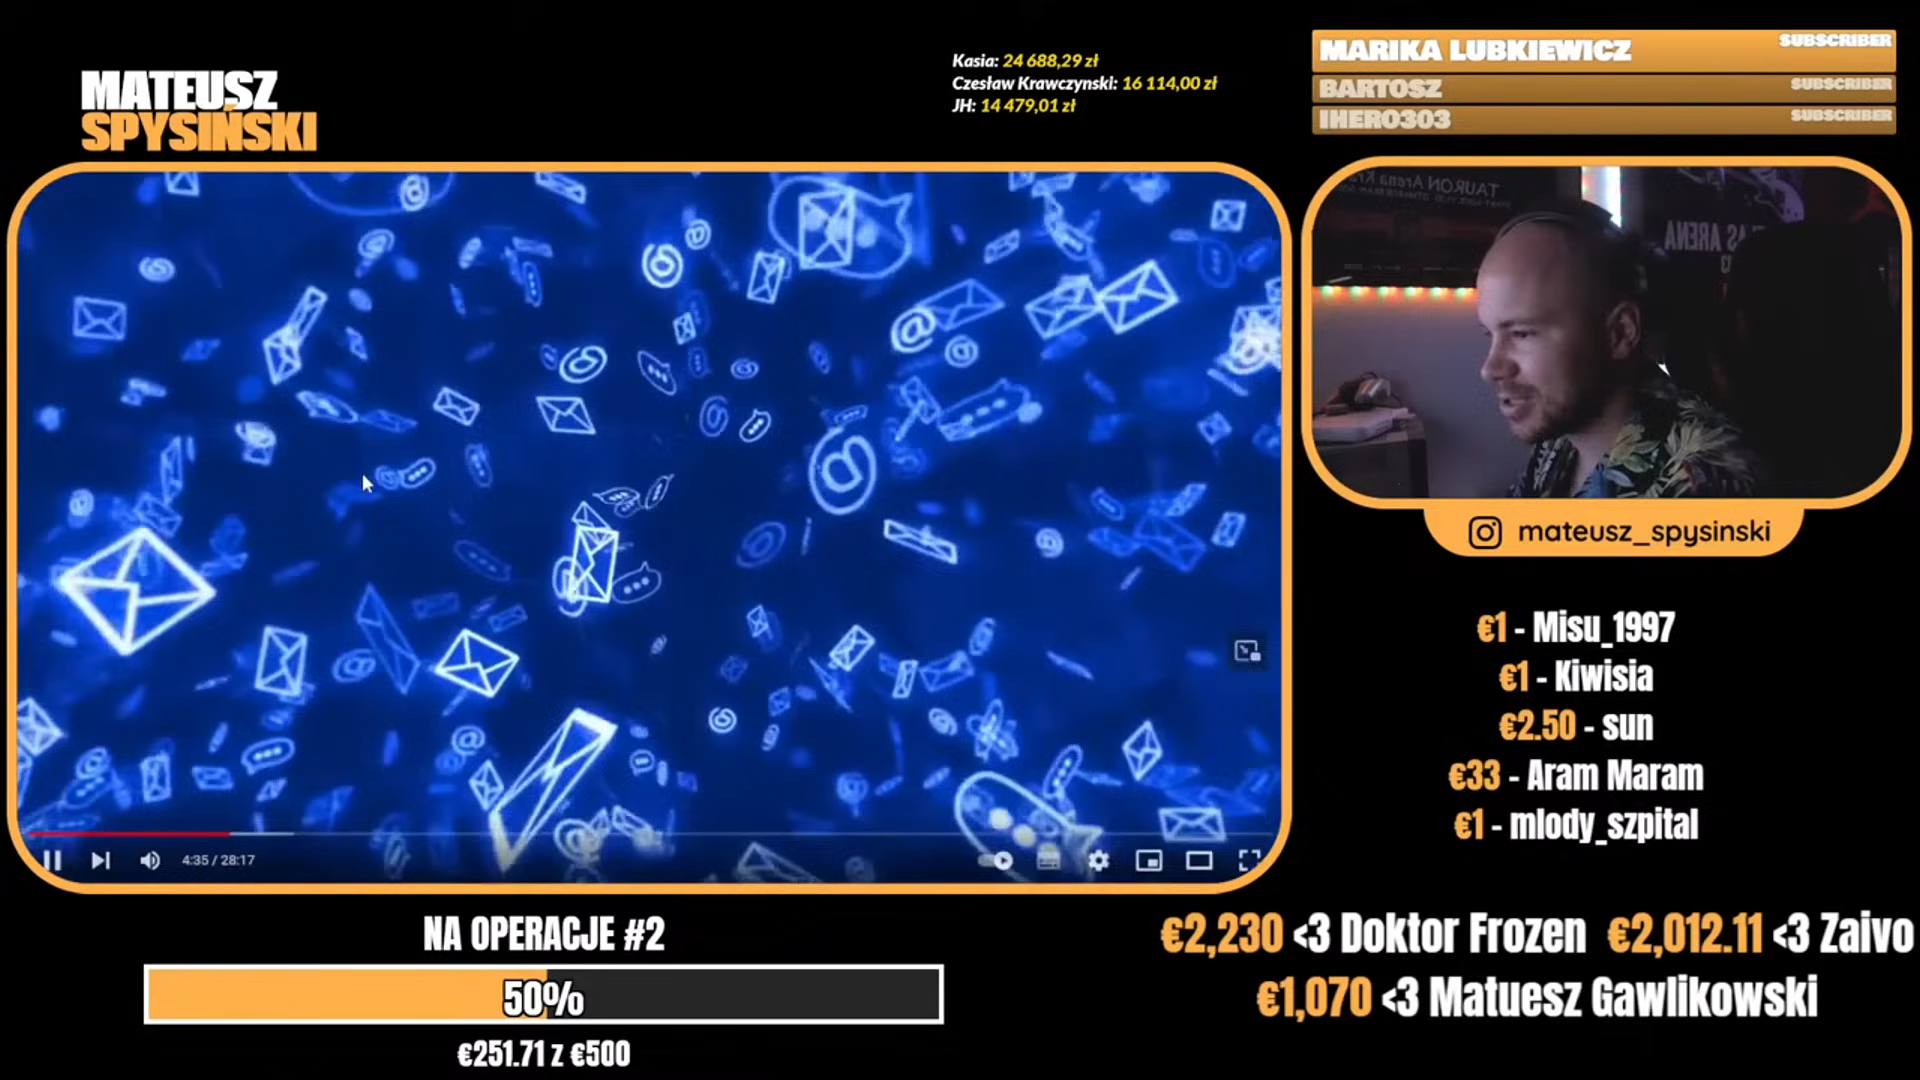 MATEUSZ
SPYSIŃSKI
Kasia: 24 688,29 zł
Czesław Krawczynski: 16 114,00 zł
JH: 14 479,01 zł
MARIKA LUBKIEWICZ SUBSCRIBER
BARTOSZ SUBSCRIBER
IHERO303 SUBSCRIBER
TAURON Arena
ARENA
mateusz_spysinski
€1 - Misu_1997
€1 - Kiwisia
€2.50 - sun
€33 - Aram Maram
€1 - mlody_szpital
4:35 / 28:17
NA OPERACJE #2
50%
€251.71 z €500
€2,230 <3 Doktor Frozen €2,012.11 <3 Zaivo
€1,070 <3 Matuesz Gawlikowski